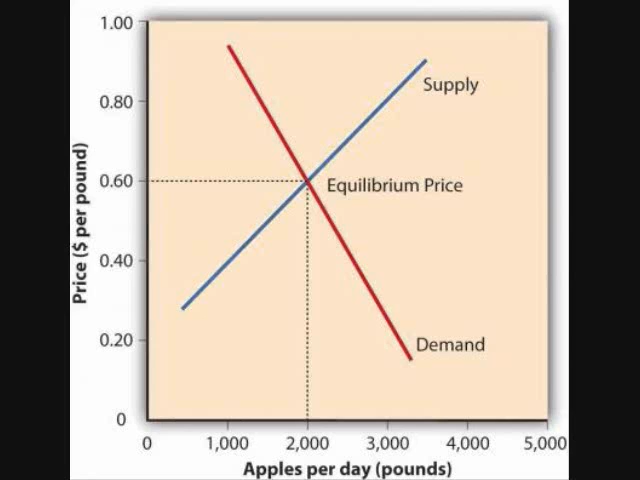 1.00
0.80
0.60
0.40
0.20
0
Price ($ per pound)
Supply
Equilibrium Price
Demand
0 1,000 2,000 3,000 4,000 5,000
Apples per day (pounds)